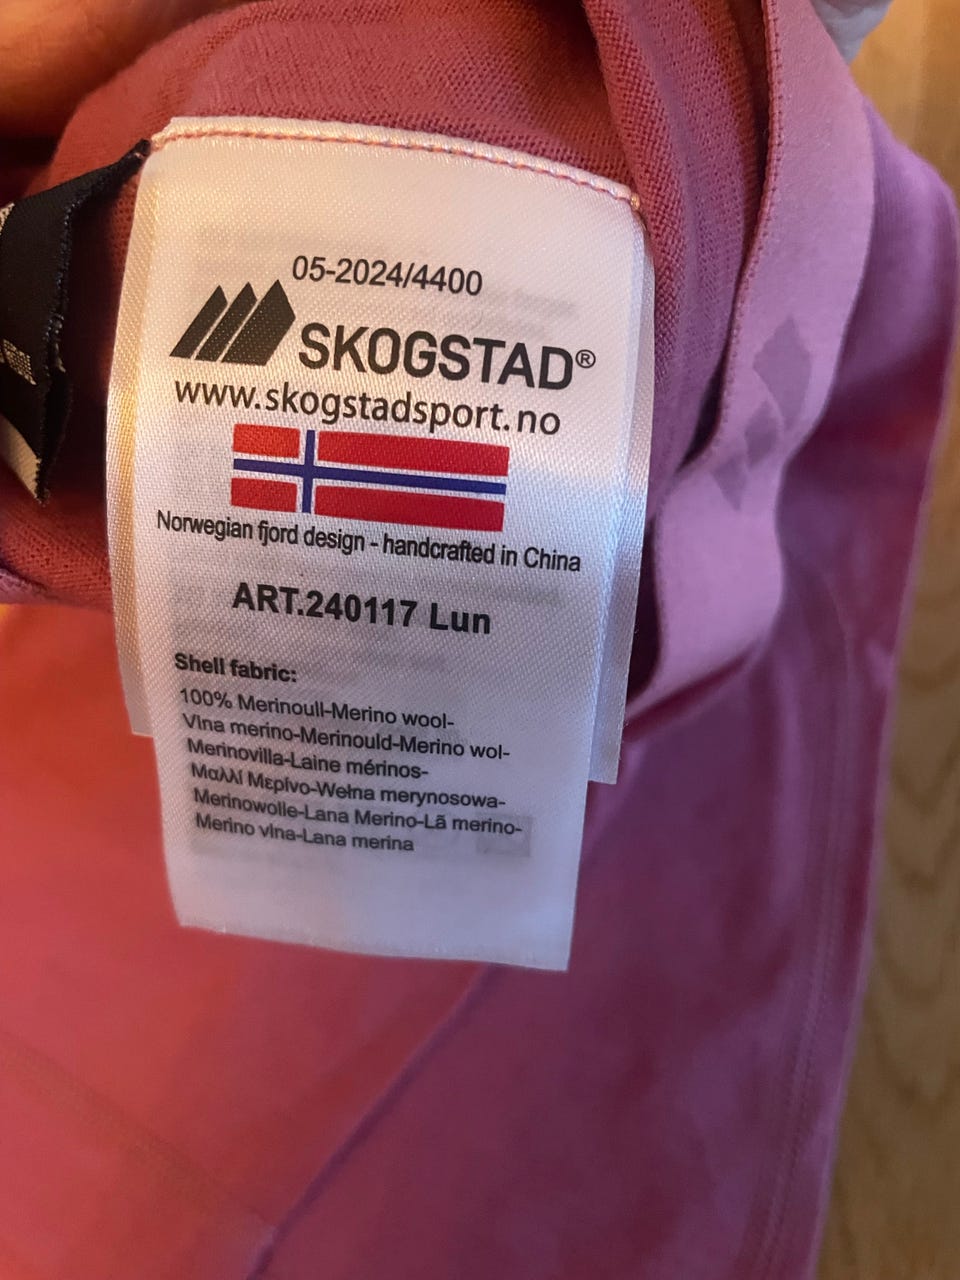 05-2024/4400
SKOGSTAD®
www.skogstadsport.no
Norwegian fjord design - handcrafted in China
ART.240117 Lun
Shell fabric:
100% Merinoull-Merino wool-
Vlna merino-Merinould-Merino wol-
Merinovilla-Laine mérinos-
Μαλλί Μερίνο-Wełna merynosowa-
Merinowolle-Lana Merino-Lã merino-
Merino vlna-Lana merina